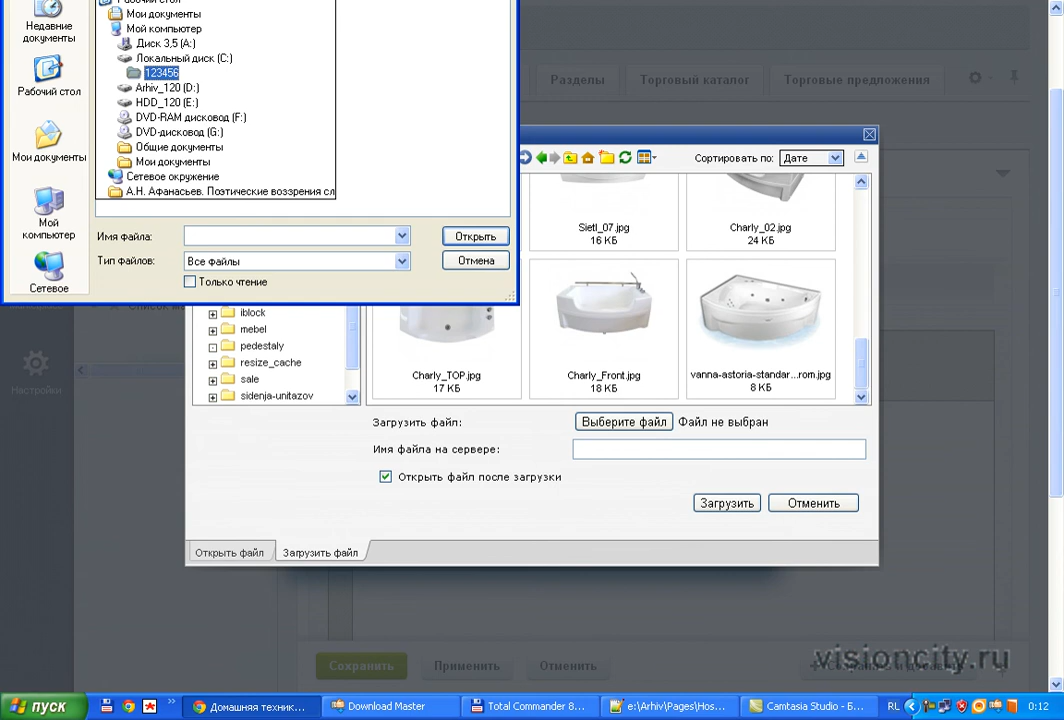 Недавние
документы
Рабочий стол
Мои документы
Мой
компьютер
Сетевое
Рабочий стол
Мои документы
Мой компьютер
Диск 3,5 (A:)
Локальный диск (C:)
123456
Arhiv_120 (D:)
HDD_120 (E:)
DVD-RAM дисковод (F:)
DVD-дисковод (G:)
Общие документы
Мои документы
Сетевое окружение
А.Н. Афанасьев. Поэтические воззрения сл
Имя файла:
Открыть
Тип файлов:
Все файлы
Отмена
Только чтение
Разделы
Торговый каталог
Торговые предложения
Сортировать по:
Дате
Sietl_07.jpg
16 КБ
Charly_02.jpg
24 КБ
Charly_TOP.jpg
17 КБ
Charly_Front.jpg
18 КБ
vanna-astoria-standar...rom.jpg
8 КБ
iblock
mebel
pedestaly
resize_cache
sale
sidenja-unitazov
Настройки
Загрузить файл:
Выберите файл
Файл не выбран
Имя файла на сервере:
Открыть файл после загрузки
Загрузить
Отменить
Открыть файл
Загрузить файл
Сохранить
Применить
Отменить
visioncity.ru
пуск
Домашняя техник...
Download Master
Total Commander 8...
e:\Arhiv\Pages\Hos...
Camtasia Studio - Б...
RL
0:12